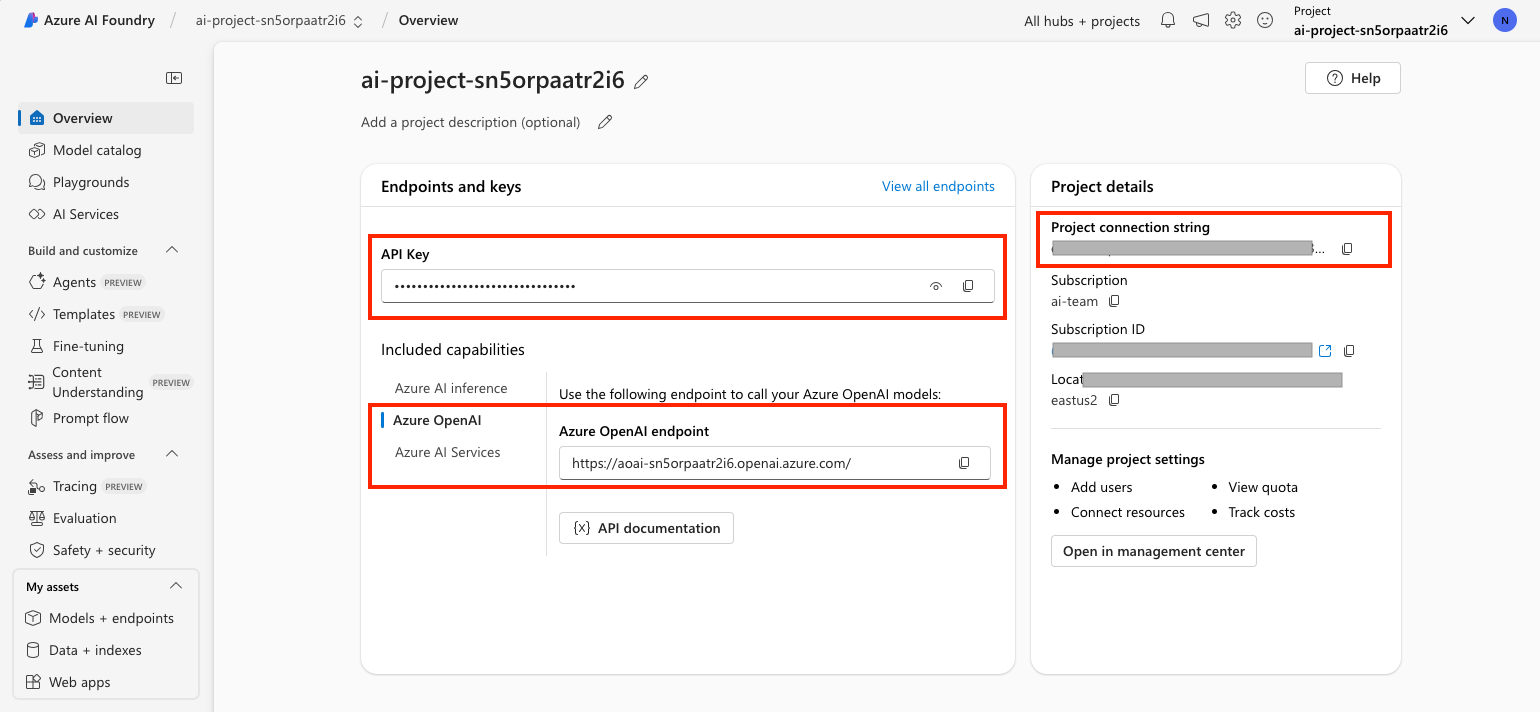 Azure AI Foundry / ai-project-sn5orpaatr2i6 / Overview
All hubs + projects
Project
ai-project-sn5orpaatr2i6
N
Overview
Model catalog
Playgrounds
AI Services
Build and customize
Agents PREVIEW
Templates PREVIEW
Fine-tuning
Content
Understanding PREVIEW
Prompt flow
Assess and improve
Tracing PREVIEW
Evaluation
Safety + security
My assets
Models + endpoints
Data + indexes
Web apps
ai-project-sn5orpaatr2i6
Help
Add a project description (optional)
Endpoints and keys
View all endpoints
API Key
••••••••••••••••••••••••••••••••
Included capabilities
Azure AI inference
Azure OpenAI
Azure AI Services
Use the following endpoint to call your Azure OpenAI models:
Azure OpenAI endpoint
https://aoai-sn5orpaatr2i6.openai.azure.com/
{x} API documentation
Project details
Project connection string
...
Subscription
ai-team
Subscription ID
Locat
eastus2
Manage project settings
• Add users
• View quota
• Connect resources
• Track costs
Open in management center